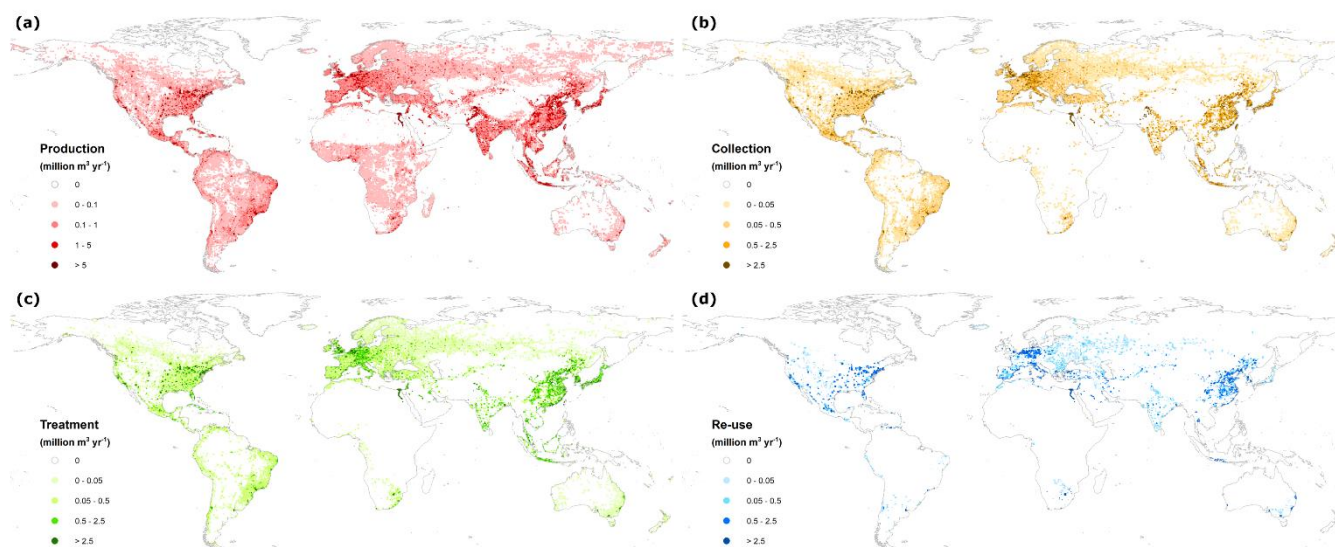 (a)
Production
(million m³ yr⁻¹)
0
0 - 0.1
0.1 - 1
1 - 5
> 5
(b)
Collection
(million m³ yr⁻¹)
0
0 - 0.05
0.05 - 0.5
0.5 - 2.5
> 2.5
(c)
Treatment
(million m³ yr⁻¹)
0
0 - 0.05
0.05 - 0.5
0.5 - 2.5
> 2.5
(d)
Re-use
(million m³ yr⁻¹)
0
0 - 0.05
0.05 - 0.5
0.5 - 2.5
> 2.5